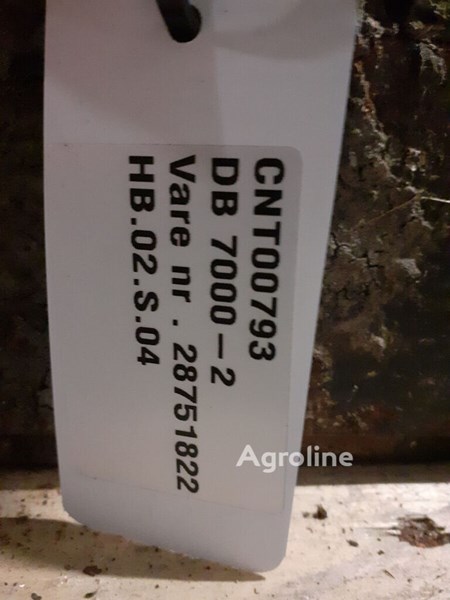 CNT00793
DB 7000-2
Vare nr. 28751822
HB.02.S.04
Agroline